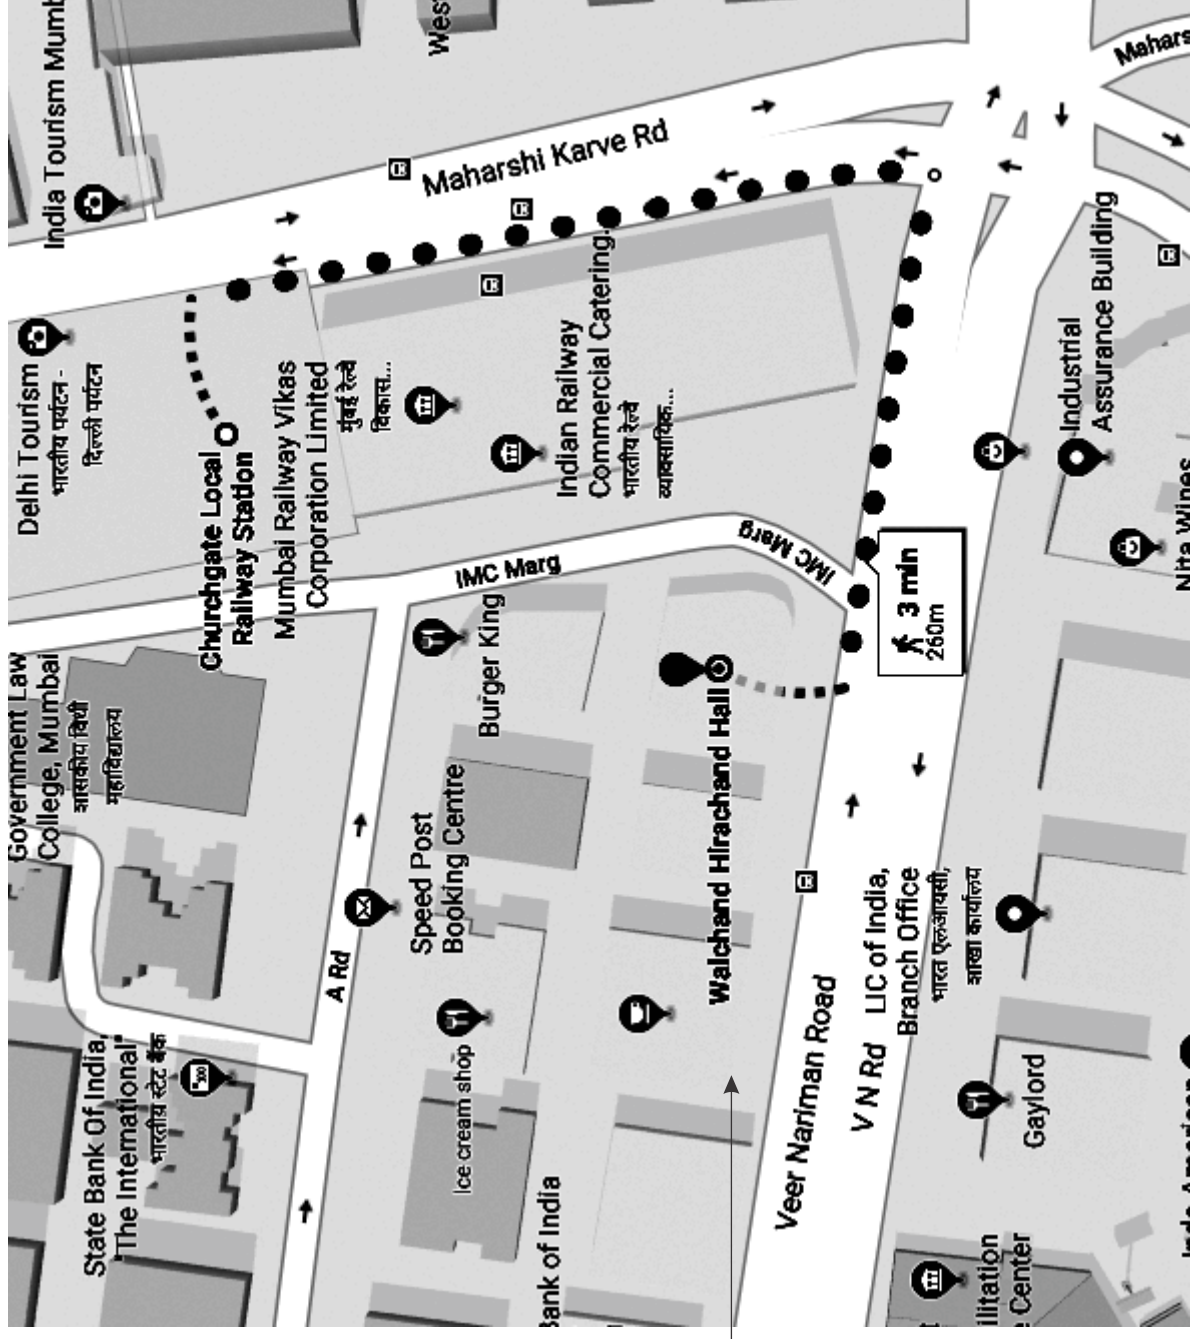 India Tourism Mumb
West
Mahars
Maharshi Karve Rd
Delhi Tourism
भारतीय पर्यटन -
दिल्ली पर्यटन
Churchgate Local
Railway Station
Mumbai Railway Vikas
Corporation Limited
मुंबई रेल्वे
विकास...
Indian Railway
Commercial Catering
भारतीय रेल्वे
व्यावसायिक...
Industrial
Assurance Building
Nita Wines
IMC Marg
IMC Marg
3 min
260m
Government Law
College, Mumbai
शासकीय विधी
महाविद्यालय
Burger King
Walchand Hirachand Hall
Speed Post
Booking Centre
A Rd
LIC of India,
Branch Office
भारत एलआयसी,
शाखा कार्यालय
State Bank Of India,
"The International"
भारतीय स्टेट बैंक
Ice cream shop
Veer Nariman Road
V N Rd
Gaylord
Bank of India
ilitation
e Center